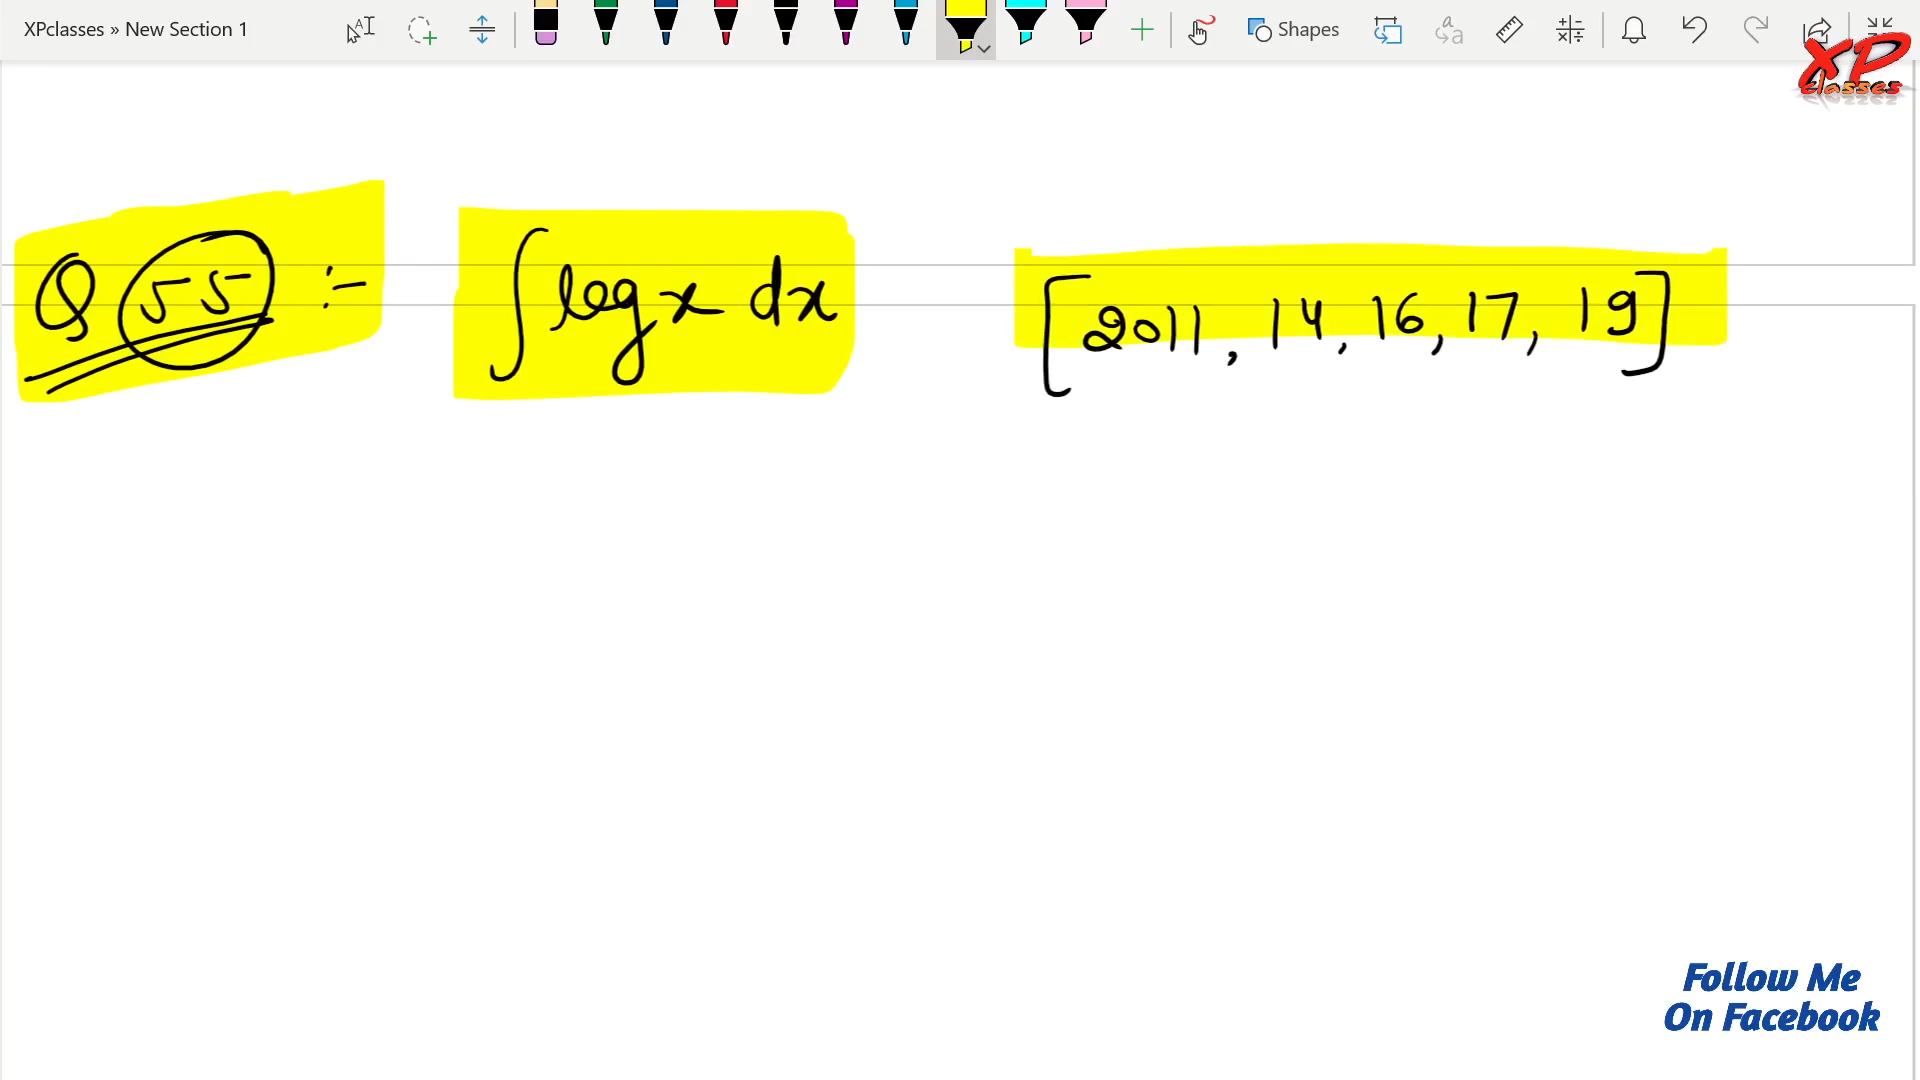 XPclasses » New Section 1
Shapes
XP
classes
Q 55 :-
∫ log x dx
[2011, 14, 16, 17, 19]
Follow Me
On Facebook